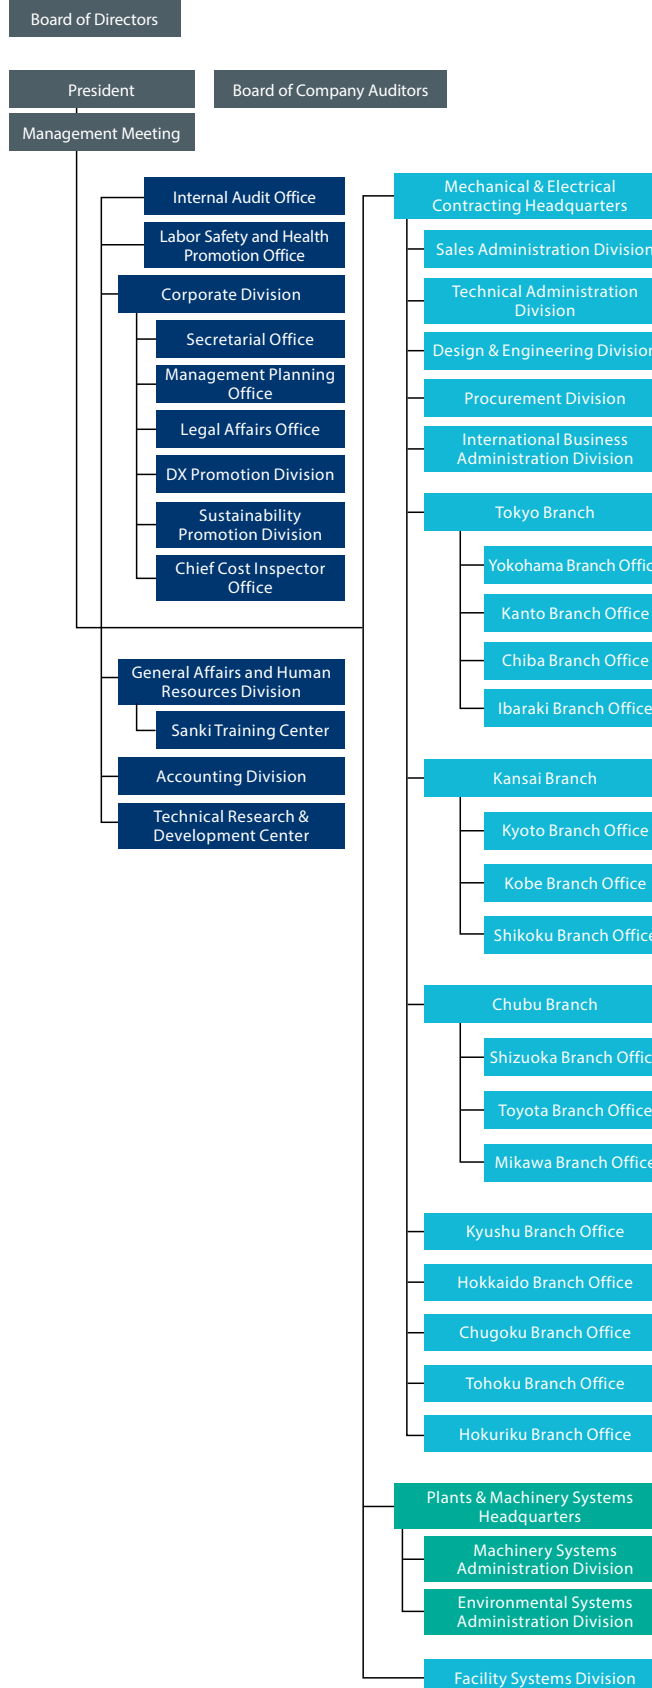 Board of Directors
President
Board of Company Auditors
Management Meeting
Internal Audit Office
Labor Safety and Health
Promotion Office
Corporate Division
Secretarial Office
Management Planning
Office
Legal Affairs Office
DX Promotion Division
Sustainability
Promotion Division
Chief Cost Inspector
Office
General Affairs and Human
Resources Division
Sanki Training Center
Accounting Division
Technical Research &
Development Center
Mechanical & Electrical
Contracting Headquarters
Sales Administration Division
Technical Administration
Division
Design & Engineering Division
Procurement Division
International Business
Administration Division
Tokyo Branch
Yokohama Branch Offic
Kanto Branch Office
Chiba Branch Office
Ibaraki Branch Office
Kansai Branch
Kyoto Branch Office
Kobe Branch Office
Shikoku Branch Office
Chubu Branch
Shizuoka Branch Offic
Toyota Branch Office
Mikawa Branch Office
Kyushu Branch Office
Hokkaido Branch Office
Chugoku Branch Office
Tohoku Branch Office
Hokuriku Branch Office
Plants & Machinery Systems
Headquarters
Machinery Systems
Administration Division
Environmental Systems
Administration Division
Facility Systems Division